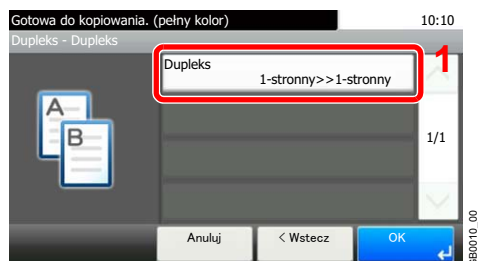 Gotowa do kopiowania. (pełny kolor) 10:10
Dupleks - Dupleks
Dupleks
1-stronny>>1-stronny
1
A
B
1/1
Anuluj < Wstecz OK